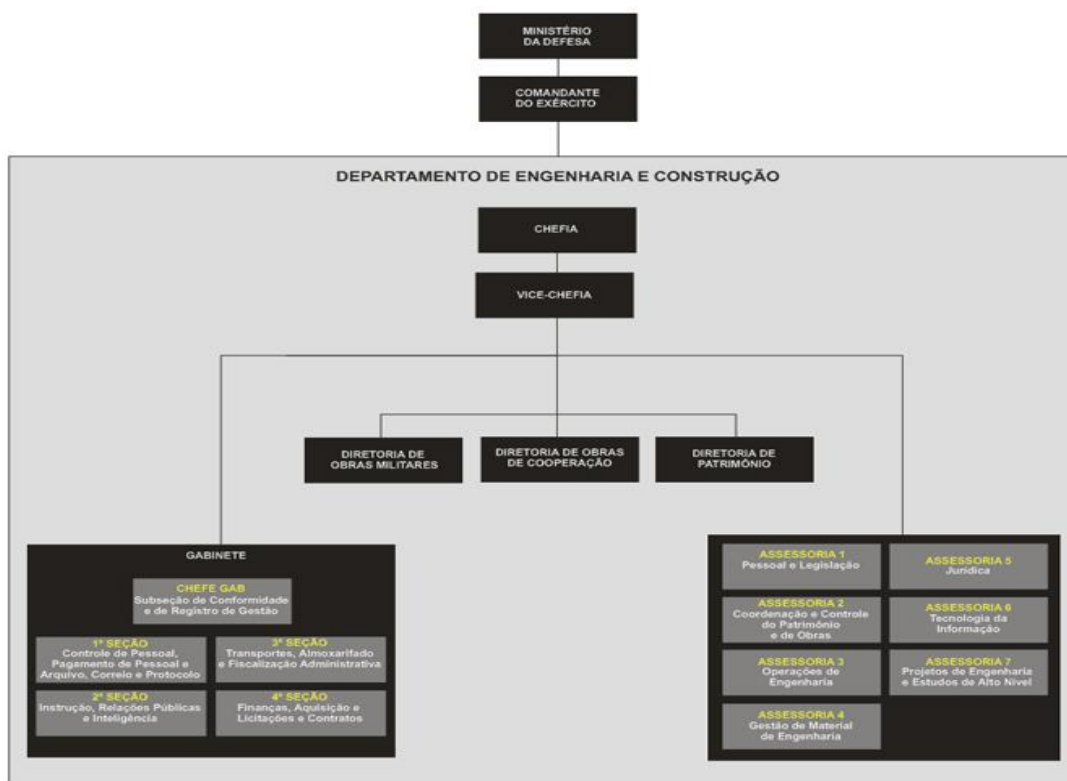 MINISTÉRIO
DA DEFESA
COMANDANTE
DO EXÉRCITO
DEPARTAMENTO DE ENGENHARIA E CONSTRUÇÃO
CHEFIA
VICE-CHEFIA
DIRETORIA DE
OBRAS MILITARES
DIRETORIA DE OBRAS
DE COOPERAÇÃO
DIRETORIA DE
PATRIMÔNIO
GABINETE
CHEFE GAB
Subseção de Conformidade
e de Registro de Gestão
1ª SEÇÃO
Controle de Pessoal,
Pagamento de Pessoal e
Arquivo, Correio e Protocolo
3ª SEÇÃO
Transportes, Almoxarifado
e Fiscalização Administrativa
2ª SEÇÃO
Instrução, Relações Públicas
e Inteligência
4ª SEÇÃO
Finanças, Aquisição e
Licitações e Contratos
ASSESSORIA 1
Pessoal e Legislação
ASSESSORIA 2
Coordenação e Controle
do Patrimônio
e de Obras
ASSESSORIA 3
Operações de
Engenharia
ASSESSORIA 4
Gestão de Material
de Engenharia
ASSESSORIA 5
Jurídica
ASSESSORIA 6
Tecnologia da
Informação
ASSESSORIA 7
Projetos de Engenharia
e Estudos de Alto Nível